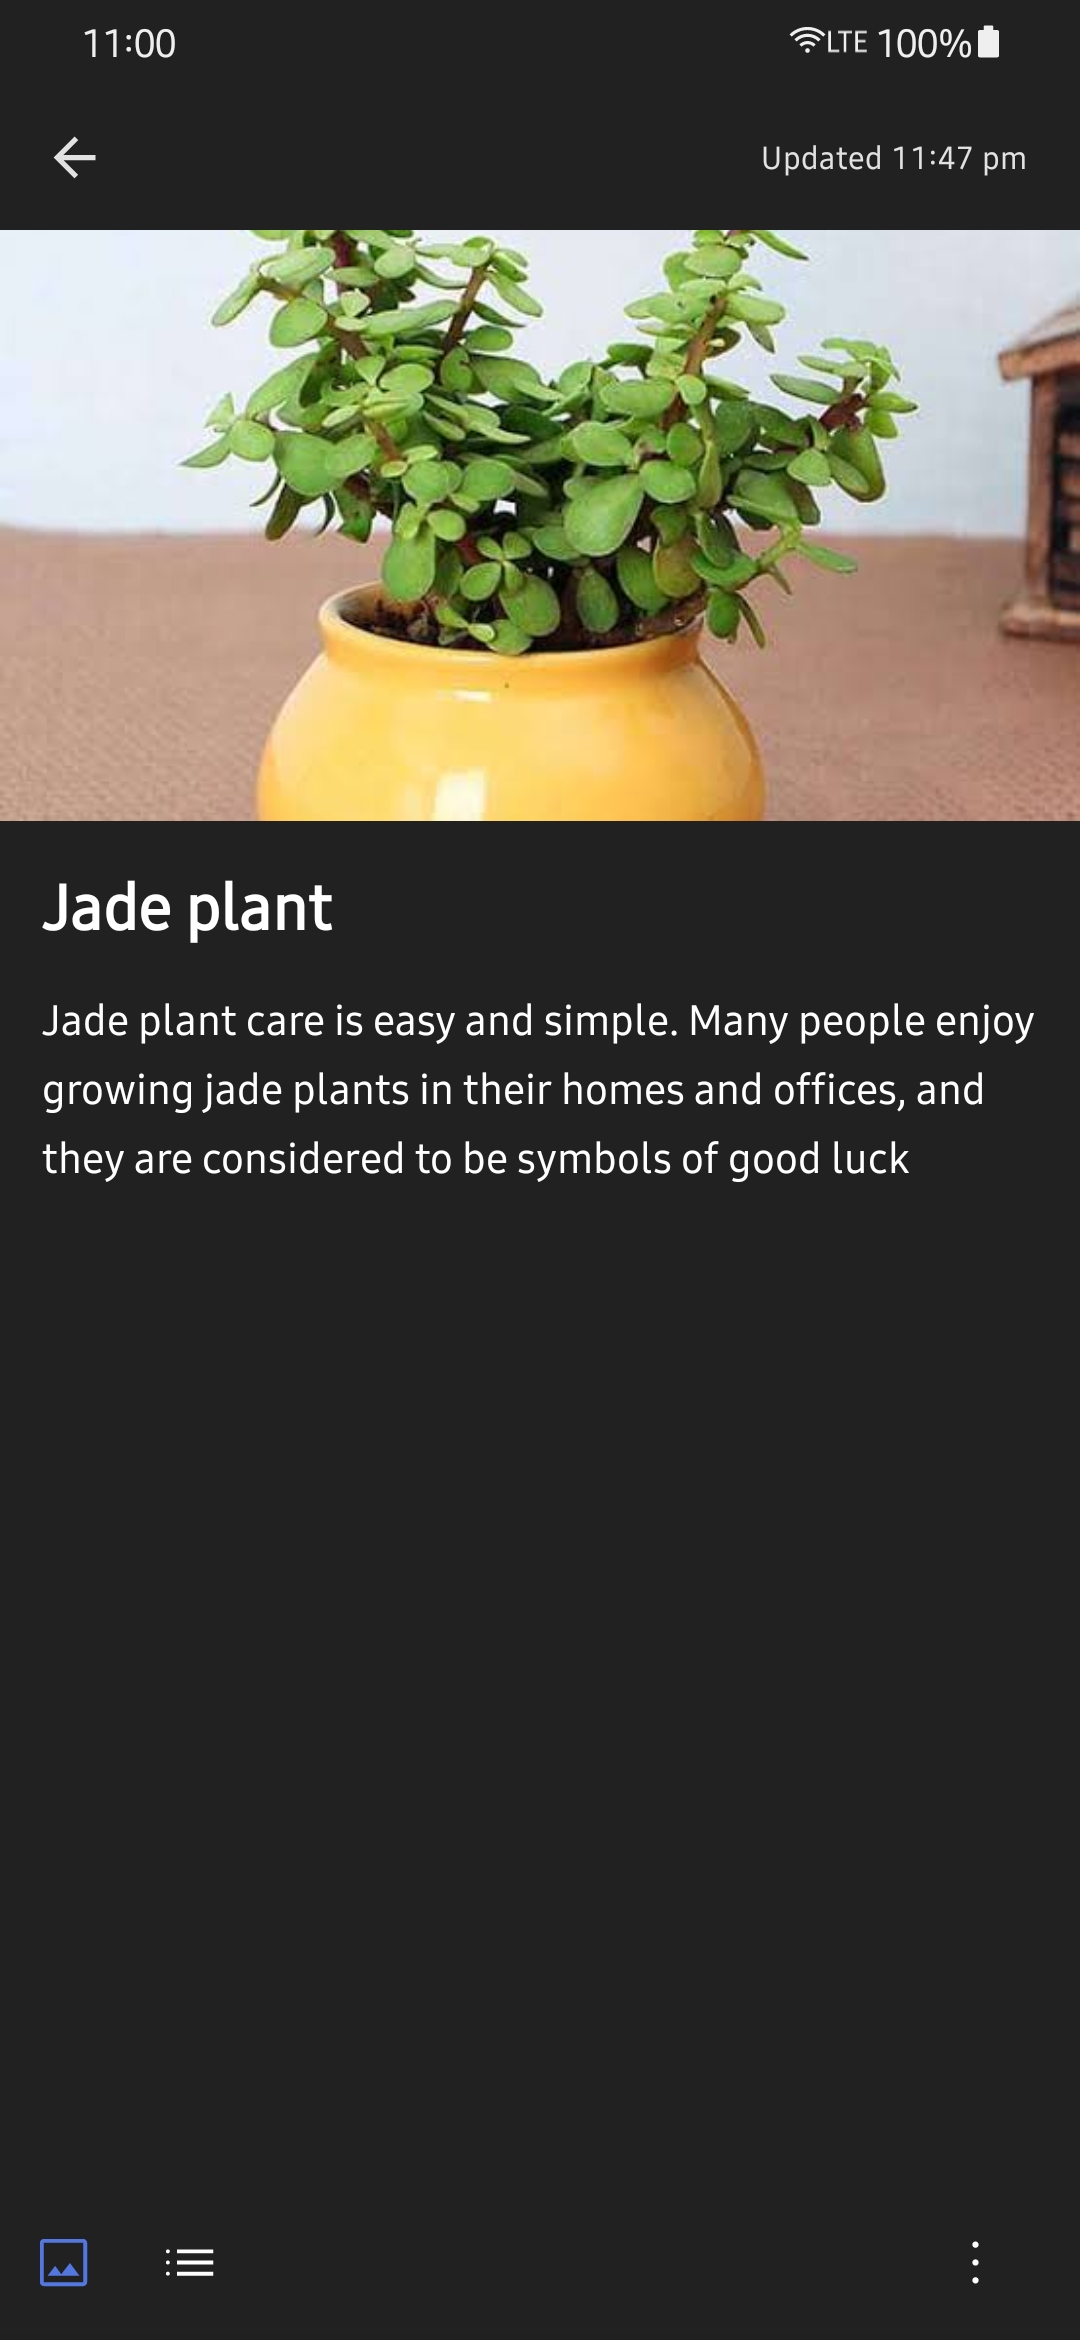 11:00
LTE 100%
Updated 11:47 pm
Jade plant
Jade plant care is easy and simple. Many people enjoy
growing jade plants in their homes and offices, and
they are considered to be symbols of good luck